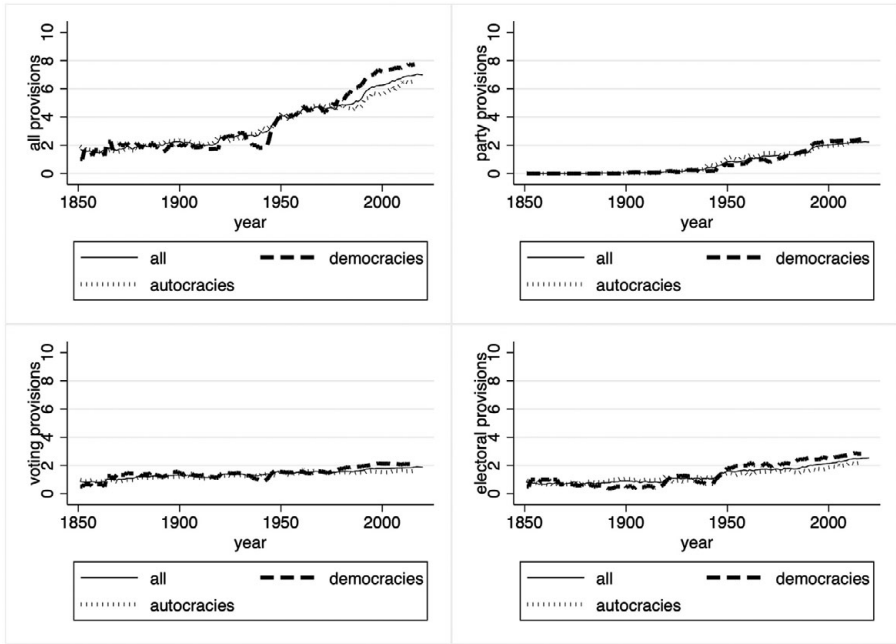 all provisions
10
8
6
4
2
0
1850 1900 1950 2000
year
all democracies
autocracies
party provisions
10
8
6
4
2
0
1850 1900 1950 2000
year
all democracies
autocracies
voting provisions
10
8
6
4
2
0
1850 1900 1950 2000
year
all democracies
autocracies
electoral provisions
10
8
6
4
2
0
1850 1900 1950 2000
year
all democracies
autocracies